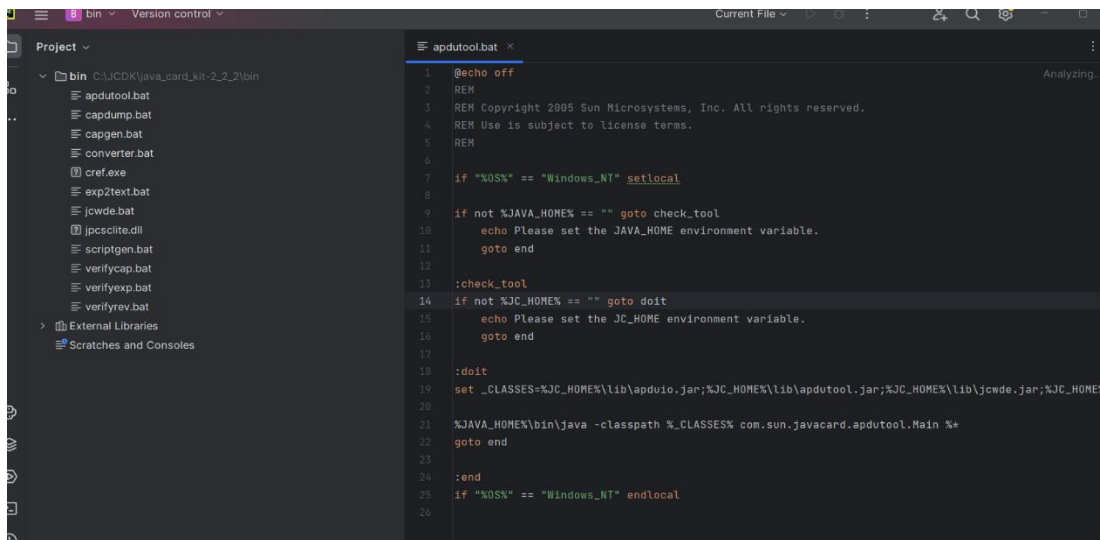 B bin Version control Current File
Project
bin C:\JCDK\java_card_kit-2_2_2\bin
apdutool.bat
capdump.bat
capgen.bat
converter.bat
cref.exe
exp2text.bat
jcwde.bat
jpcsclite.dll
scriptgen.bat
verifycap.bat
verifyexp.bat
verifyrev.bat
External Libraries
Scratches and Consoles
apdutool.bat
Analyzing...
1 @echo off
2 REM
3 REM Copyright 2005 Sun Microsystems, Inc. All rights reserved.
4 REM Use is subject to license terms.
5 REM
6
7 if "%OS%" == "Windows_NT" setlocal
8
9 if not %JAVA_HOME% == "" goto check_tool
10 echo Please set the JAVA_HOME environment variable.
11 goto end
12
13 :check_tool
14 if not %JC_HOME% == "" goto doit
15 echo Please set the JC_HOME environment variable.
16 goto end
17
18 :doit
19 set _CLASSES=%JC_HOME%\lib\apduio.jar;%JC_HOME%\lib\apdutool.jar;%JC_HOME%\lib\jcwde.jar;%JC_HOME%
20
21 %JAVA_HOME%\bin\java -classpath %_CLASSES% com.sun.javacard.apdutool.Main %*
22 goto end
23
24 :end
25 if "%OS%" == "Windows_NT" endlocal
26